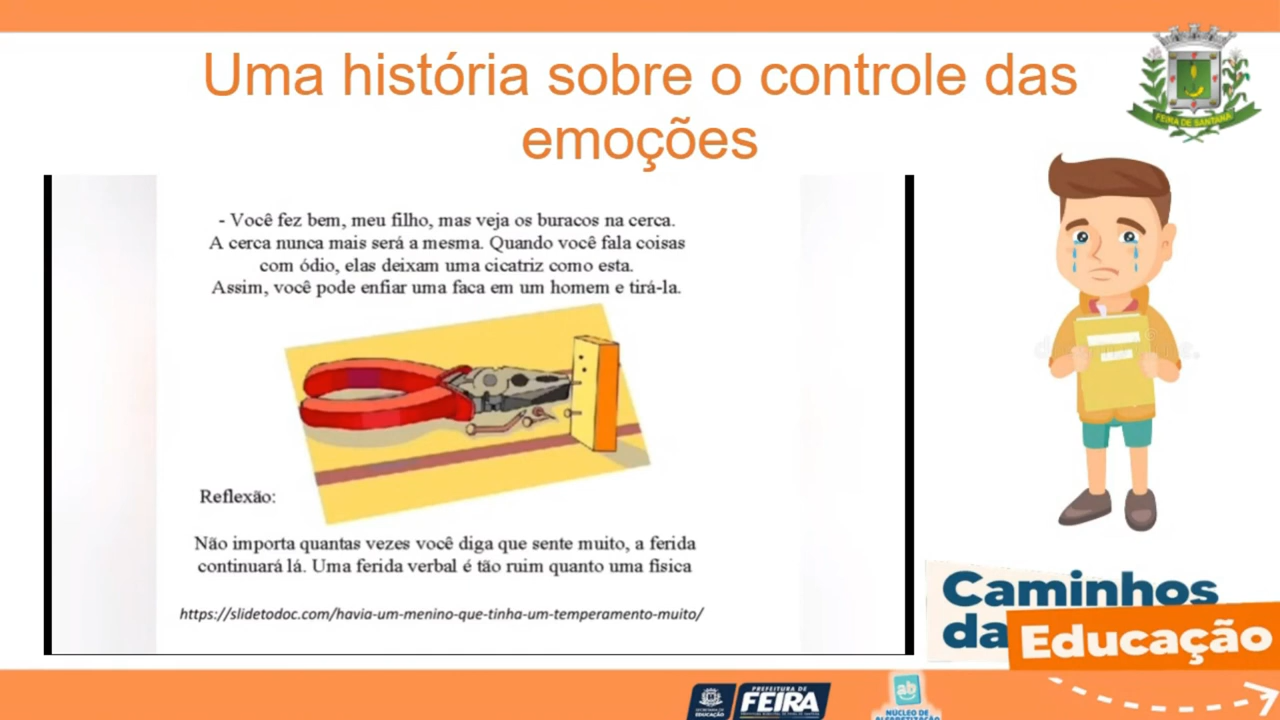 Uma história sobre o controle das
emoções
FEIRA DE SANTANA
- Você fez bem, meu filho, mas veja os buracos na cerca.
A cerca nunca mais será a mesma. Quando você fala coisas
com ódio, elas deixam uma cicatriz como esta.
Assim, você pode enfiar uma faca em um homem e tirá-la.
Reflexão:
Não importa quantas vezes você diga que sente muito, a ferida
continuará lá. Uma ferida verbal é tão ruim quanto uma física
https://slidetodoc.com/havia-um-menino-que-tinha-um-temperamento-muito/
Caminhos
da Educação
EDUCAÇÃO
PREFEITURA DE
FEIRA
ab
NÚCLEO DE
ALFABETIZAÇÃO